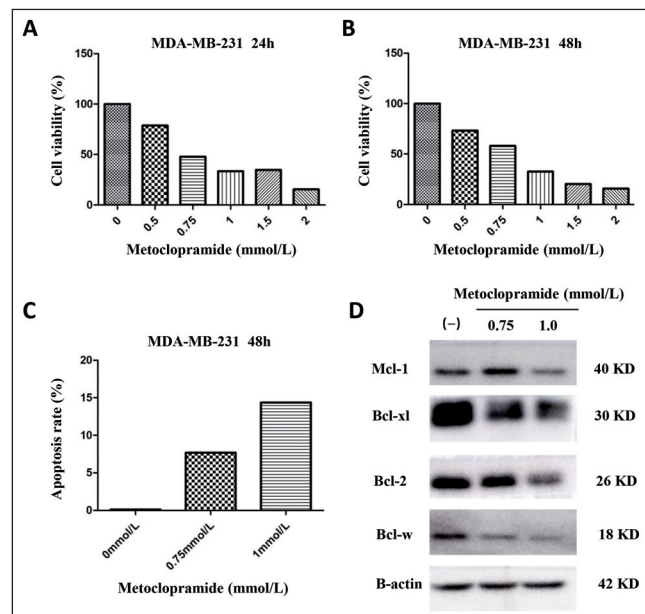 A
MDA-MB-231 24h
Cell viability (%)
150
100
50
0
0
0.5
0.75
1
1.5
2
Metoclopramide (mmol/L)
B
MDA-MB-231 48h
Cell viability (%)
150
100
50
0
0
0.5
0.75
1
1.5
2
Metoclopramide (mmol/L)
C
MDA-MB-231 48h
Apoptosis rate (%)
20
15
10
5
0
0mmol/L
0.75mmol/L
1mmol/L
Metoclopramide (mmol/L)
D
Metoclopramide (mmol/L)
(−) 0.75 1.0
Mcl-1 40 KD
Bcl-xl 30 KD
Bcl-2 26 KD
Bcl-w 18 KD
B-actin 42 KD